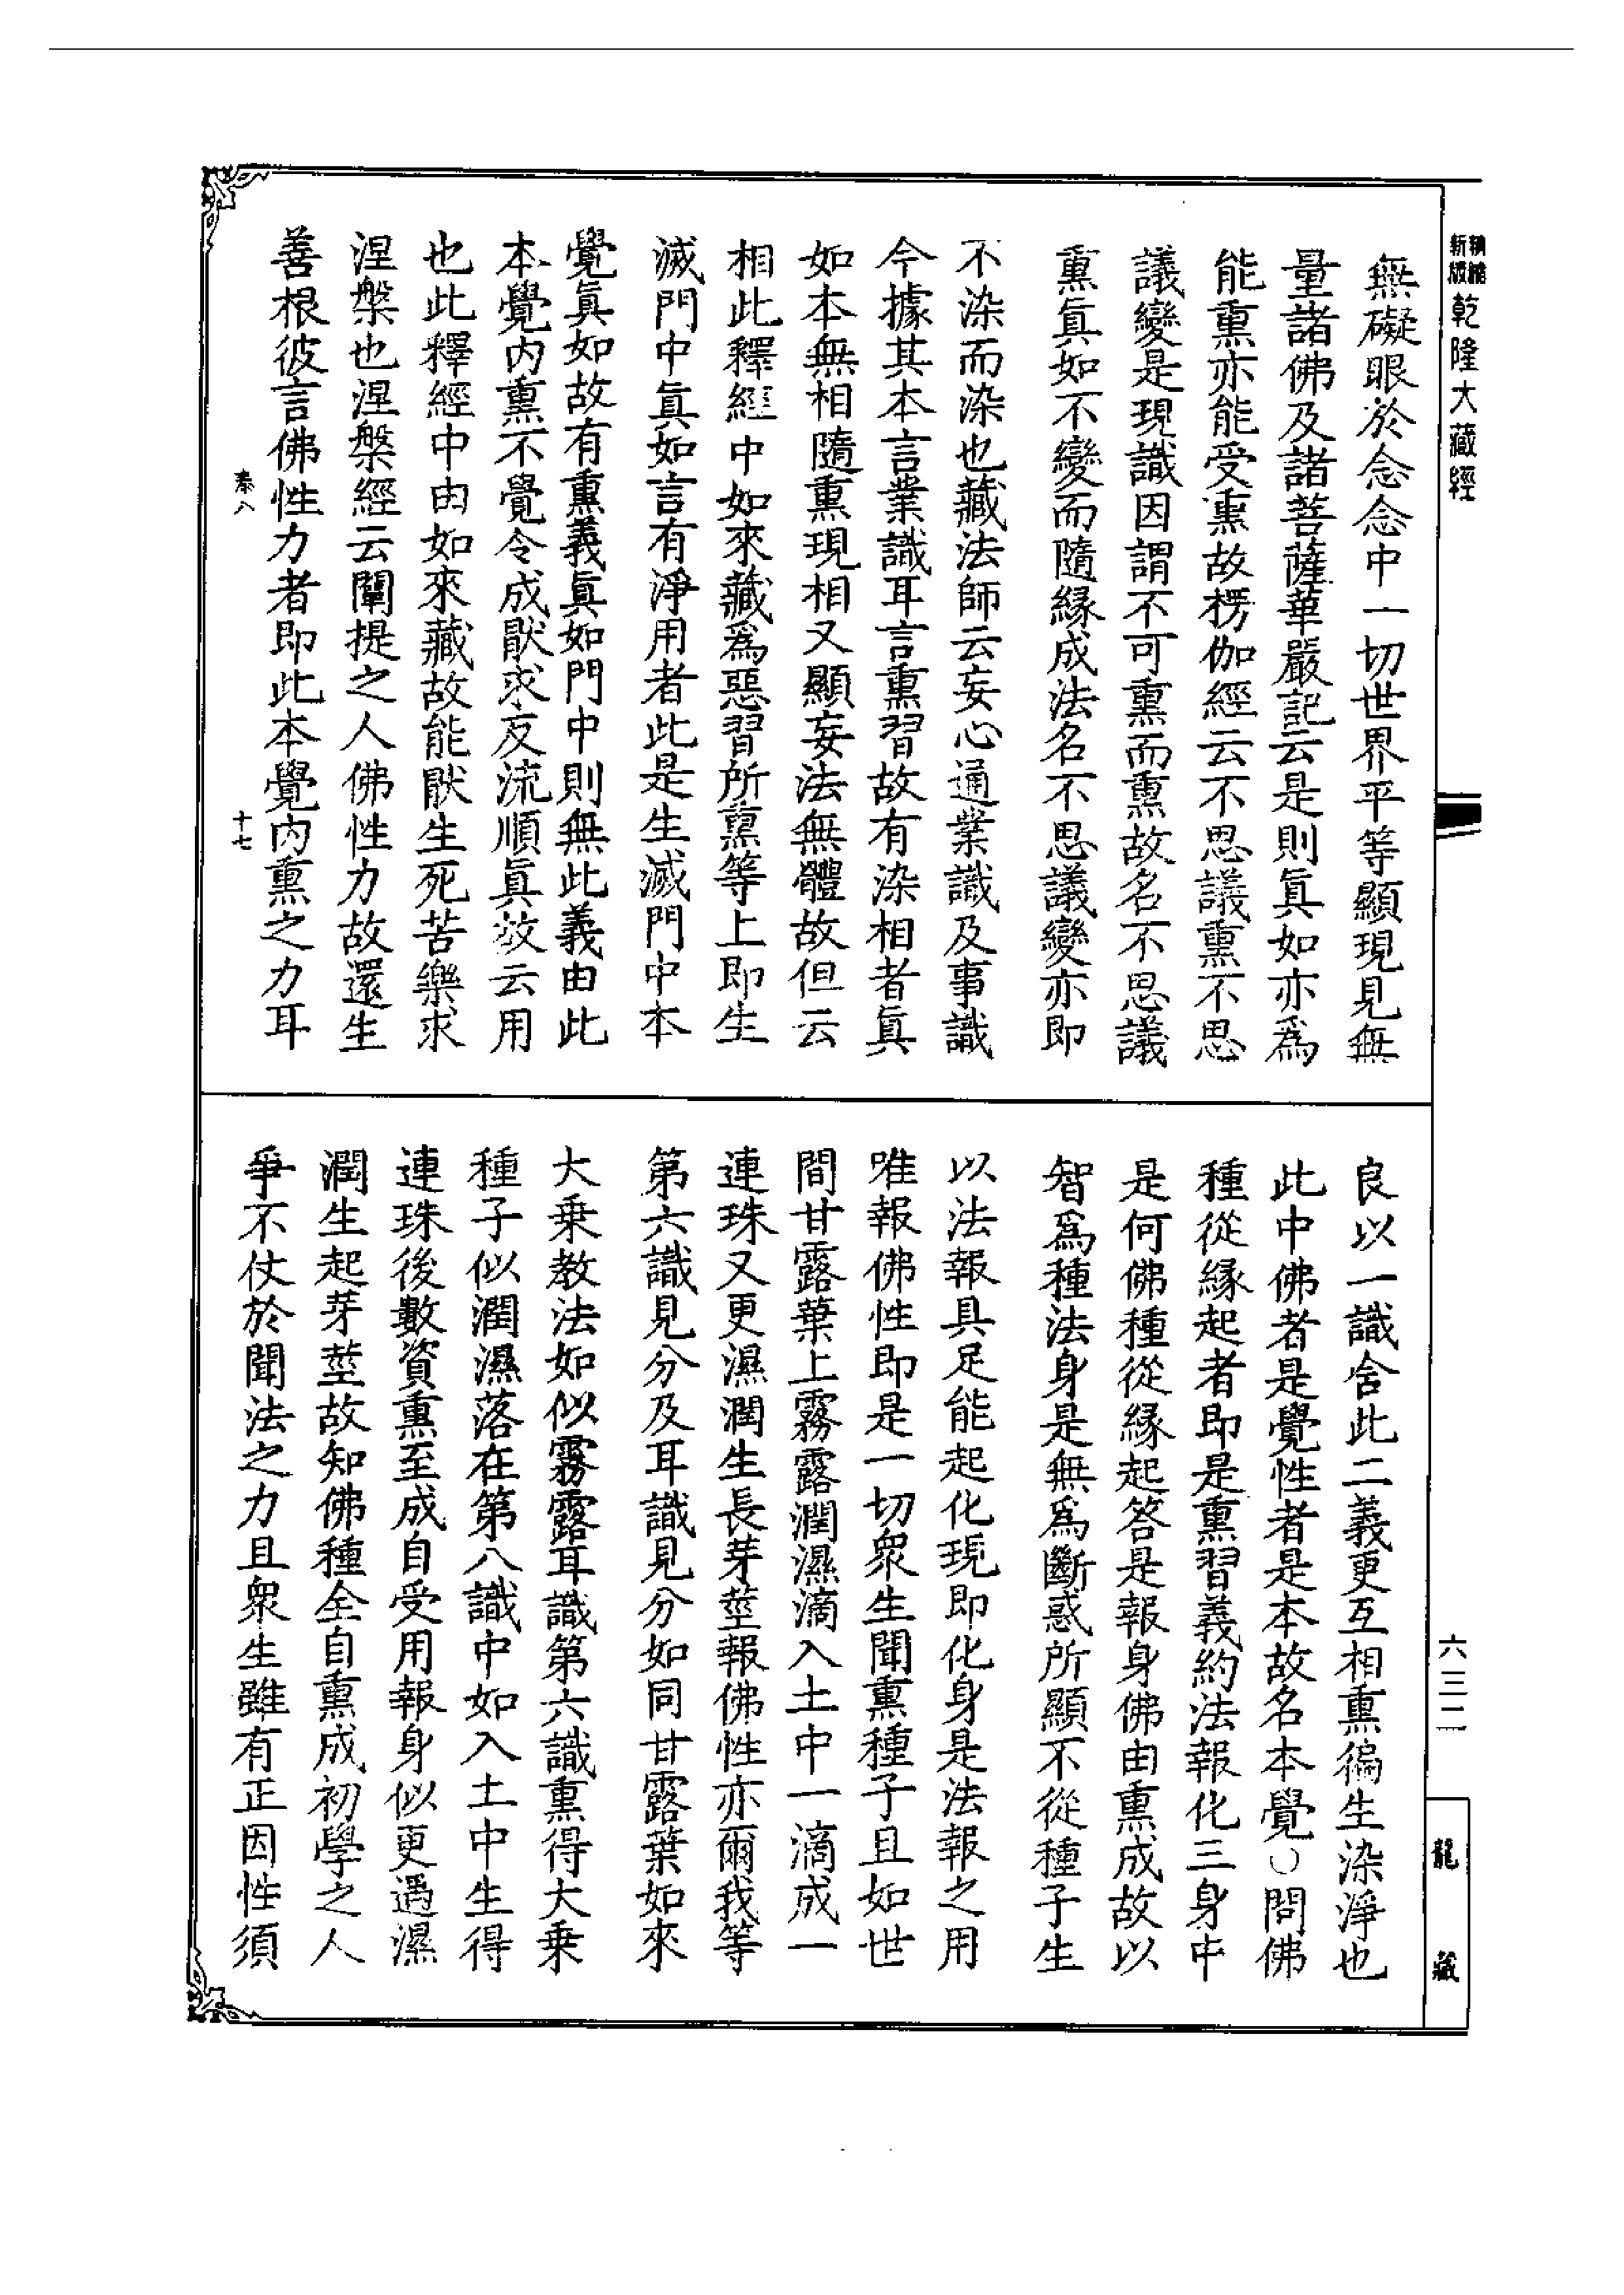 新編縮版乾隆大藏經
無礙眼於念念中一切世界平等顯現見無
量諸佛及諸菩薩華嚴記云是則真如亦為
能熏亦能受熏故楞伽經云不思議熏不思
議變是現識因謂不可熏而熏故名不思議
熏真如不變而隨緣成法名不思議變亦即
不染而染也藏法師云妄心通業識及事識
今據其本言業識耳言熏習故有染相者真
如本無相隨熏現相又顯妄法無體故但云
相此釋經中如來藏為惡習所熏等上即生
滅門中真如言有淨用者此是生滅門中本
覺真如故有熏義真如門中則無此義由此
本覺內熏不覺令成猒求反流順真故云用
也此釋經中由如來藏故能猒生死苦樂求
涅槃也涅槃經云闡提之人佛性力故還生
善根彼言佛性力者即此本覺內熏之力耳
秦八
十七
良以一識含此二義更互相熏徧生染淨也
此中佛者是覺性者是本故名本覺○問佛
種從緣起者即是熏習義約法報化三身中
是何佛種從緣起答是報身佛由熏成故以
智為種法身是無為斷惑所顯不從種子生
以法報具足能起化現即化身是法報之用
唯報佛性即是一切眾生聞熏種子且如世
間甘露葉上霧露潤濕滴入土中一滴成一
連珠又更濕潤生長芽莖報佛性亦爾我等
第六識見分及耳識見分如同甘露葉如來
大乘教法如似霧露耳識第六識熏得大乘
種子似潤濕落在第八識中如入土中生得
連珠後數資熏至成自受用報身似更遇濕
潤生起芽莖故知佛種全自熏成初學之人
爭不仗於聞法之力且眾生雖有正因性須
六三二
龍藏